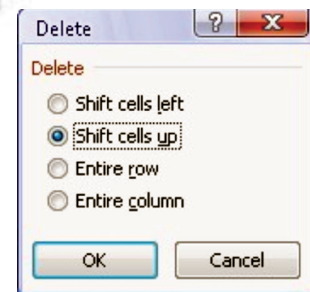 Delete
Delete
Shift cells left
Shift cells up
Entire row
Entire column
OK
Cancel